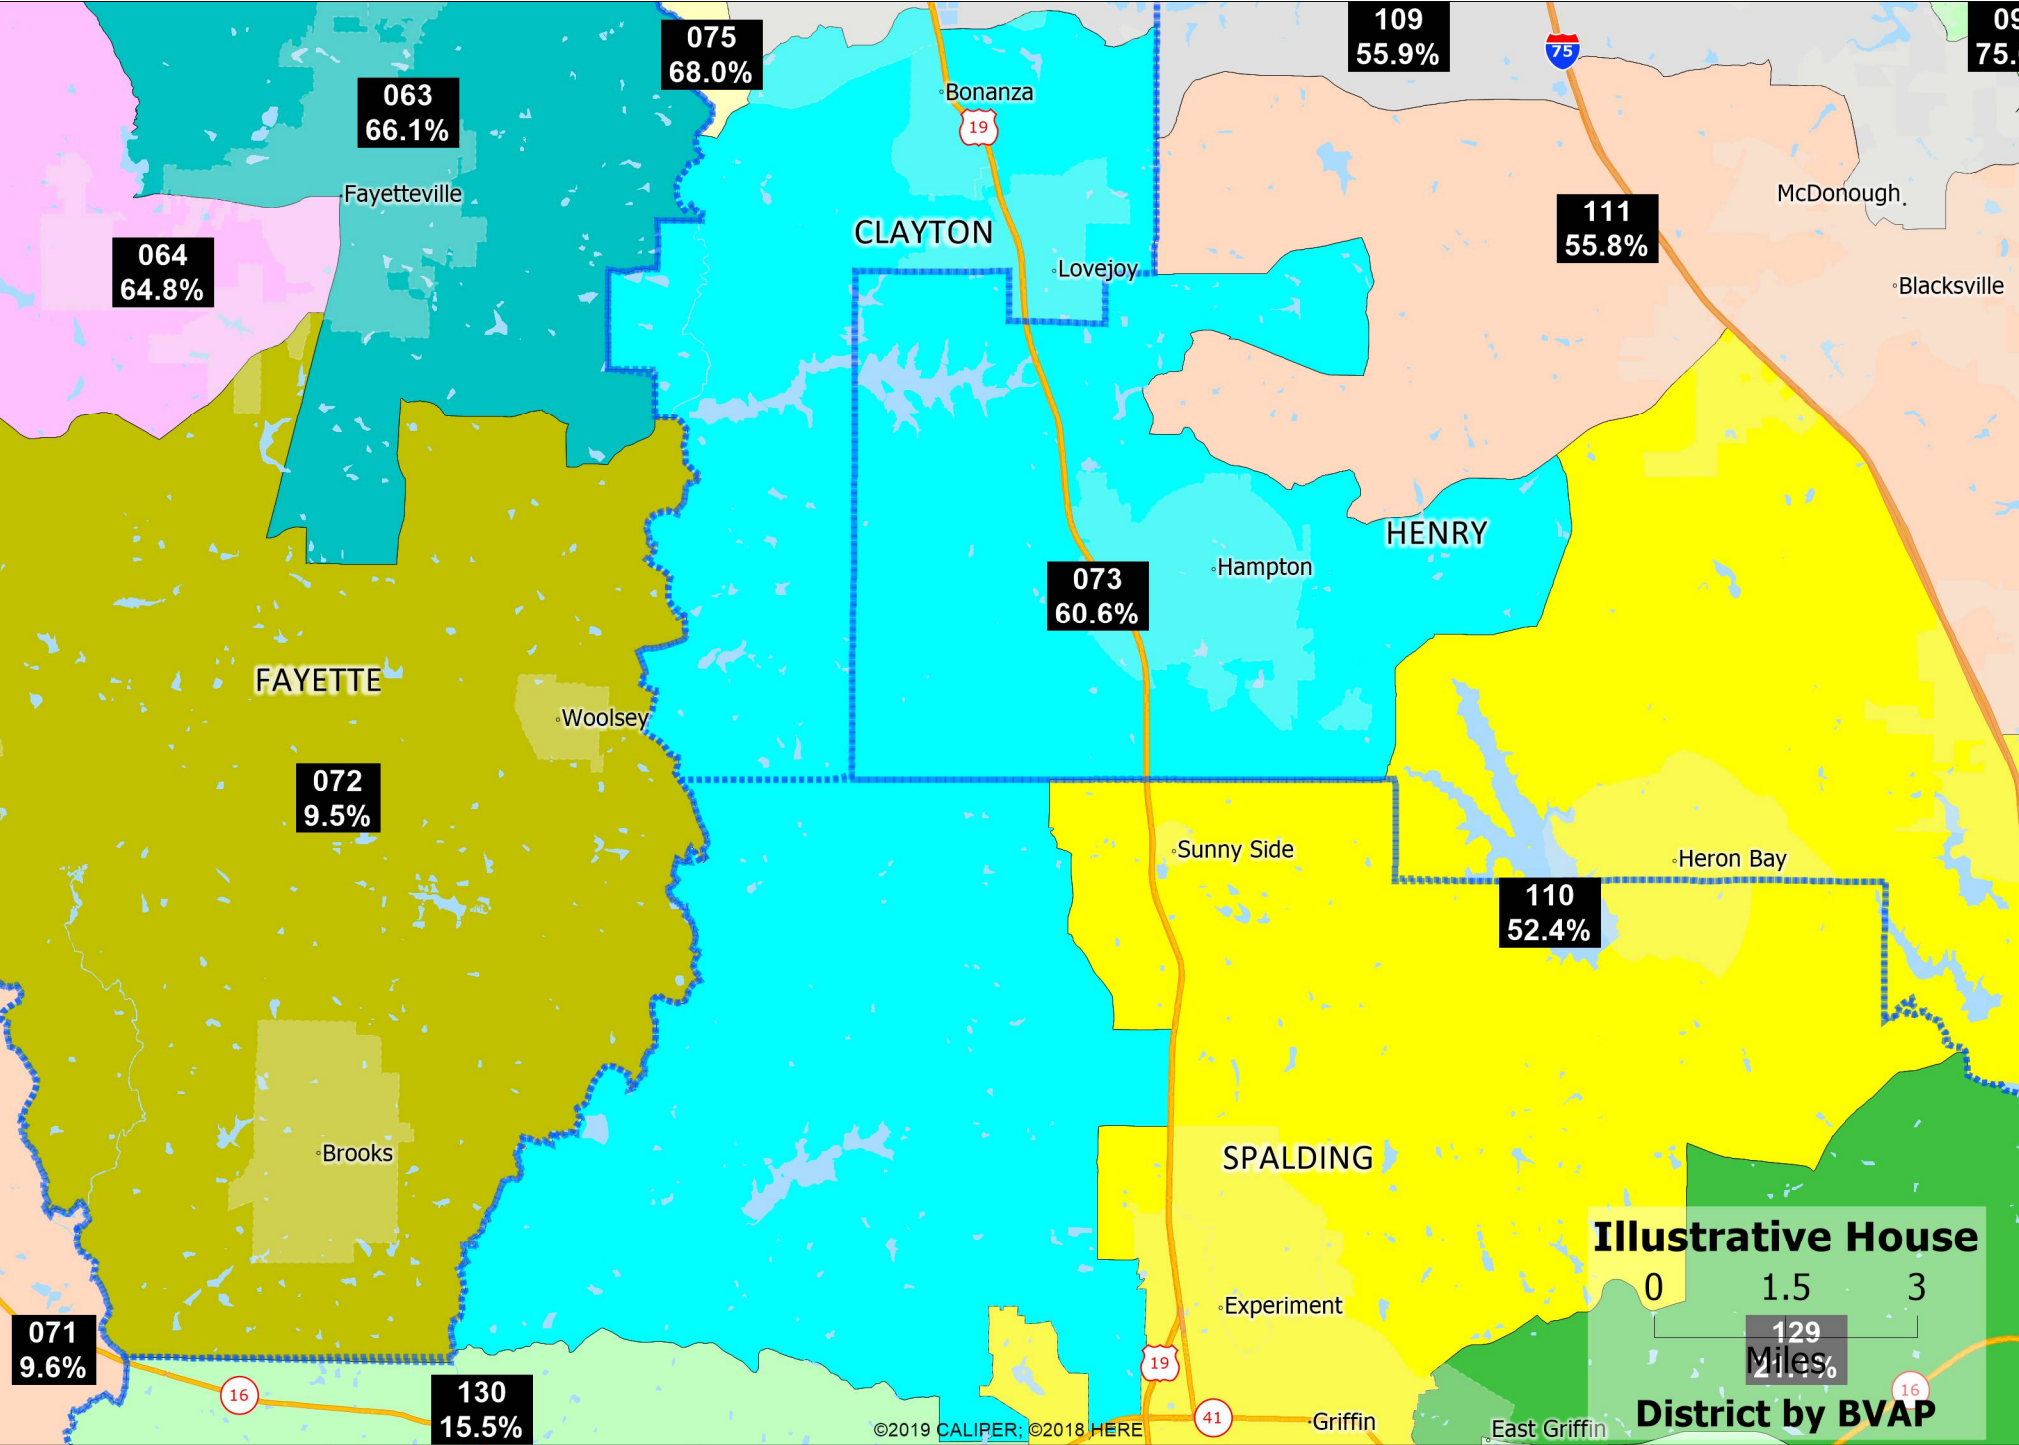 075
68.0%
109
55.9%
75
09
75.
063
66.1%
Bonanza
19
Fayetteville
McDonough
111
55.8%
CLAYTON
064
64.8%
Lovejoy
Blacksville
HENRY
Hampton
073
60.6%
FAYETTE
Woolsey
072
9.5%
Sunny Side
Heron Bay
110
52.4%
Brooks
SPALDING
Illustrative House
0 1.5 3
Experiment
071
9.6%
129
Miles
21.1%
19
16
130
15.5%
16
41
Griffin
District by BVAP
©2019 CALIPER; ©2018 HERE
East Griffin